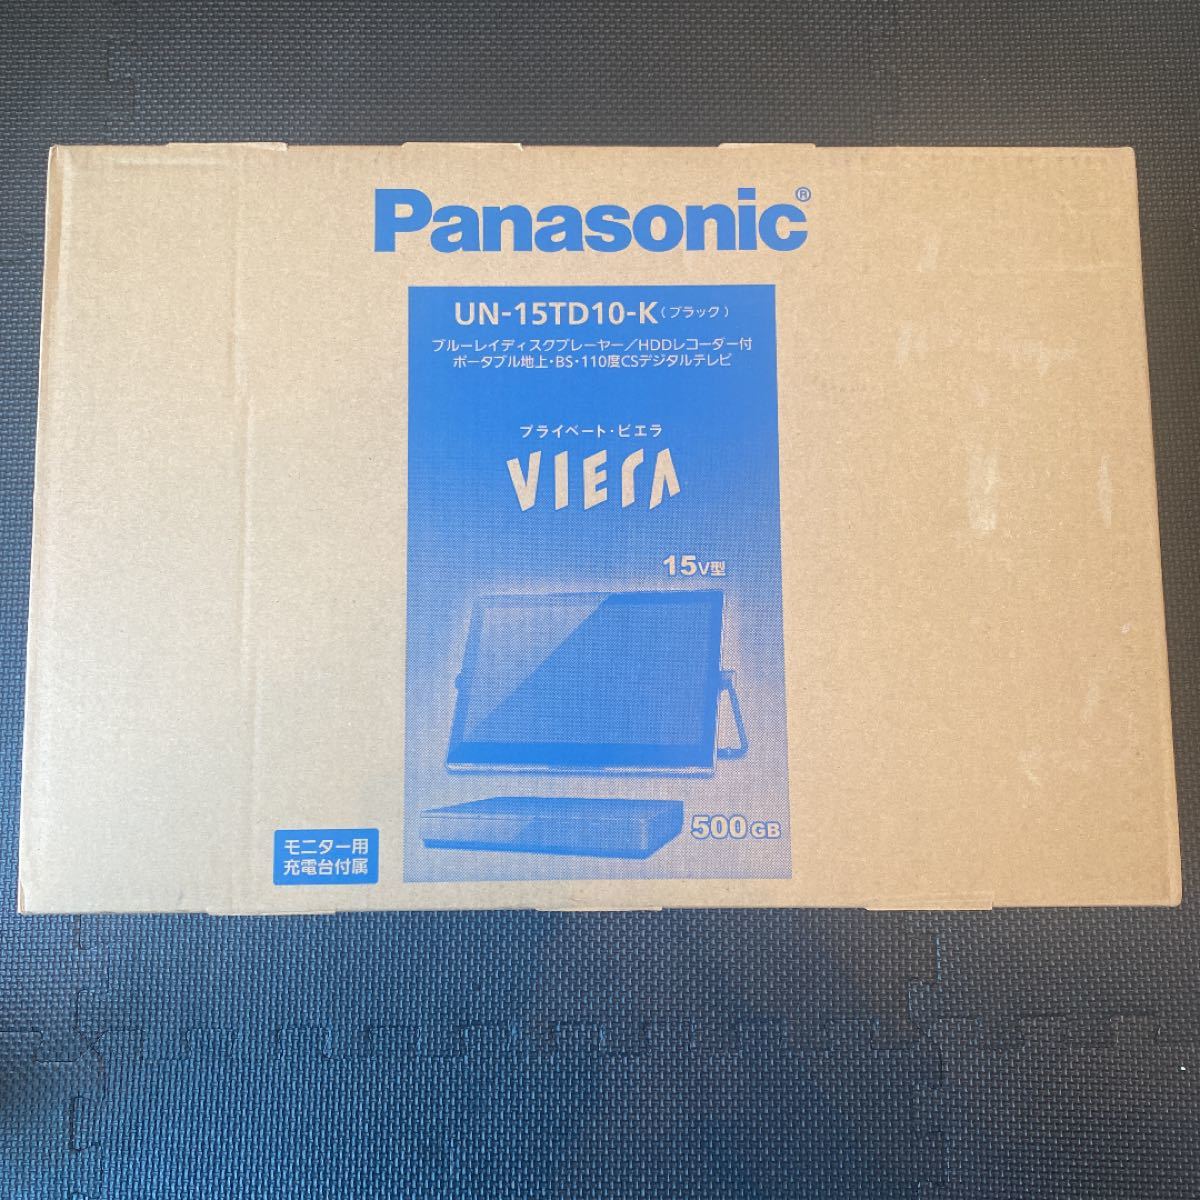 Panasonic®
UN-15TD10-K（ブラック）
ブルーレイディスクプレーヤー／HDDレコーダー付
ポータブル地上・BS・110度CSデジタルテレビ
プライベート・ビエラ
VIERA
15V型
500GB
モニター用
充電台付属